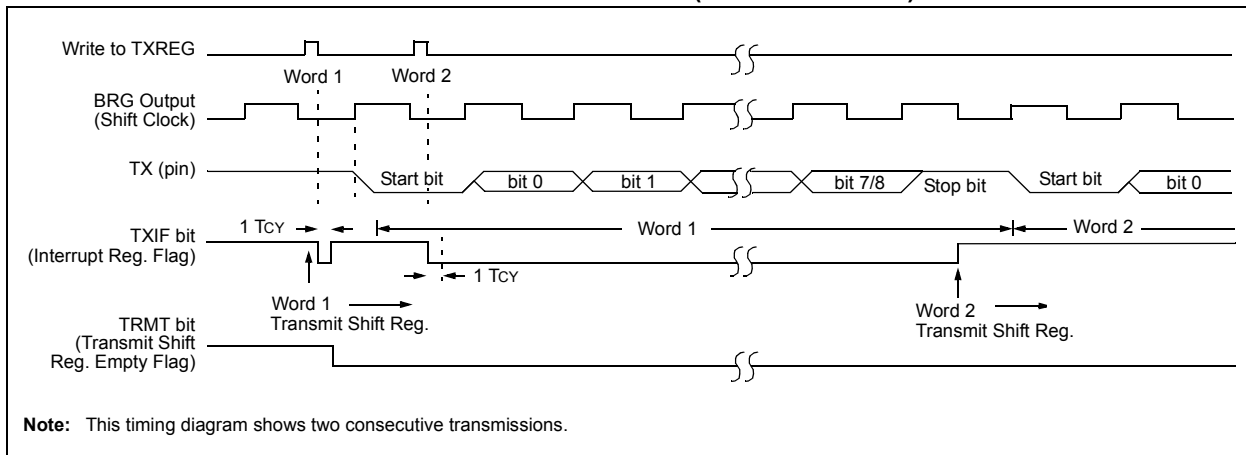 Write to TXREG
Word 1
Word 2
BRG Output
(Shift Clock)
TX (pin)
Start bit
bit 0
bit 1
bit 7/8
Stop bit
Start bit
bit 0
1 TCY
TXIF bit
(Interrupt Reg. Flag)
Word 1
Word 2
1 TCY
Word 1
Transmit Shift Reg.
Word 2
Transmit Shift Reg.
TRMT bit
(Transmit Shift
Reg. Empty Flag)
Note: This timing diagram shows two consecutive transmissions.